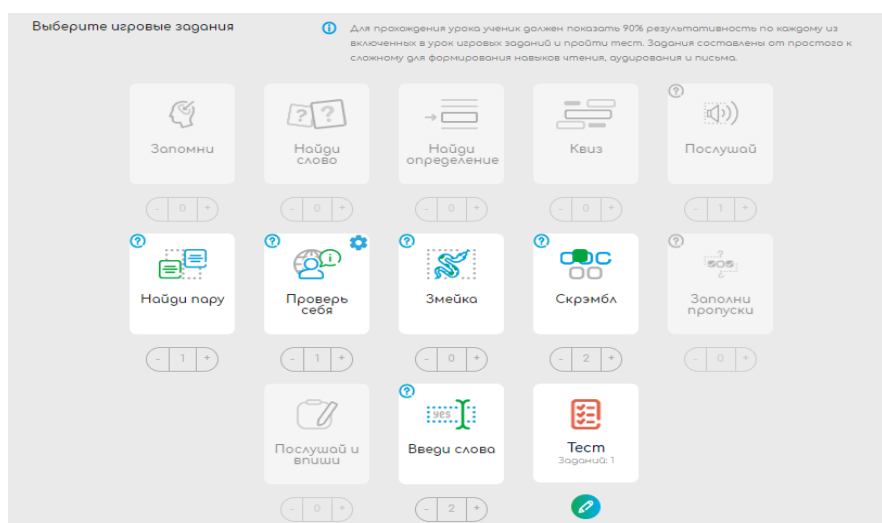 Выберите игровые задания
Для прохождения урока ученик должен показать 90% результативность по каждому из
включенных в урок игровых заданий и пройти тест. Задания составлены от простого к
сложному для формирования навыков чтения, аудирования и письма.
Запомни
? ?
Найди
слово
Найди
определение
Квиз
?
Послушай
- 0 +
- 0 +
- 0 +
- 0 +
- 1 +
?
Найди пару
?
Проверь
себя
?
Змейка
?
Скрэмбл
?
SOS
Заполни
пропуски
- 1 +
- 1 +
- 0 +
- 2 +
- 0 +
Послушай и
впиши
?
yes
Введи слова
Тест
Заданий: 1
- 0 +
- 2 +